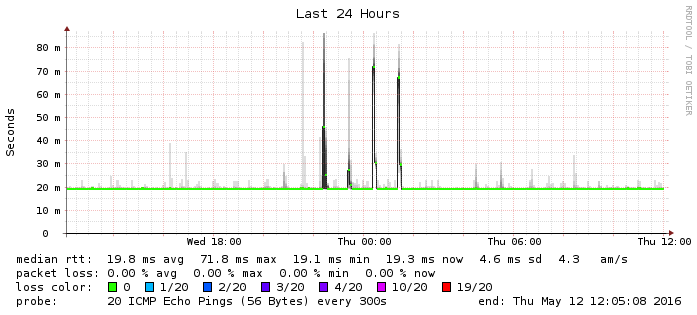 Last 24 Hours
RRDTOOL / TOBI OETIKER
Seconds
80 m
70 m
60 m
50 m
40 m
30 m
20 m
10 m
0
Wed 18:00 Thu 00:00 Thu 06:00 Thu 12:00
median rtt: 19.8 ms avg 71.8 ms max 19.1 ms min 19.3 ms now 4.6 ms sd 4.3 am/s
packet loss: 0.00 % avg 0.00 % max 0.00 % min 0.00 % now
loss color: 0 1/20 2/20 3/20 4/20 10/20 19/20
probe: 20 ICMP Echo Pings (56 Bytes) every 300s end: Thu May 12 12:05:08 2016